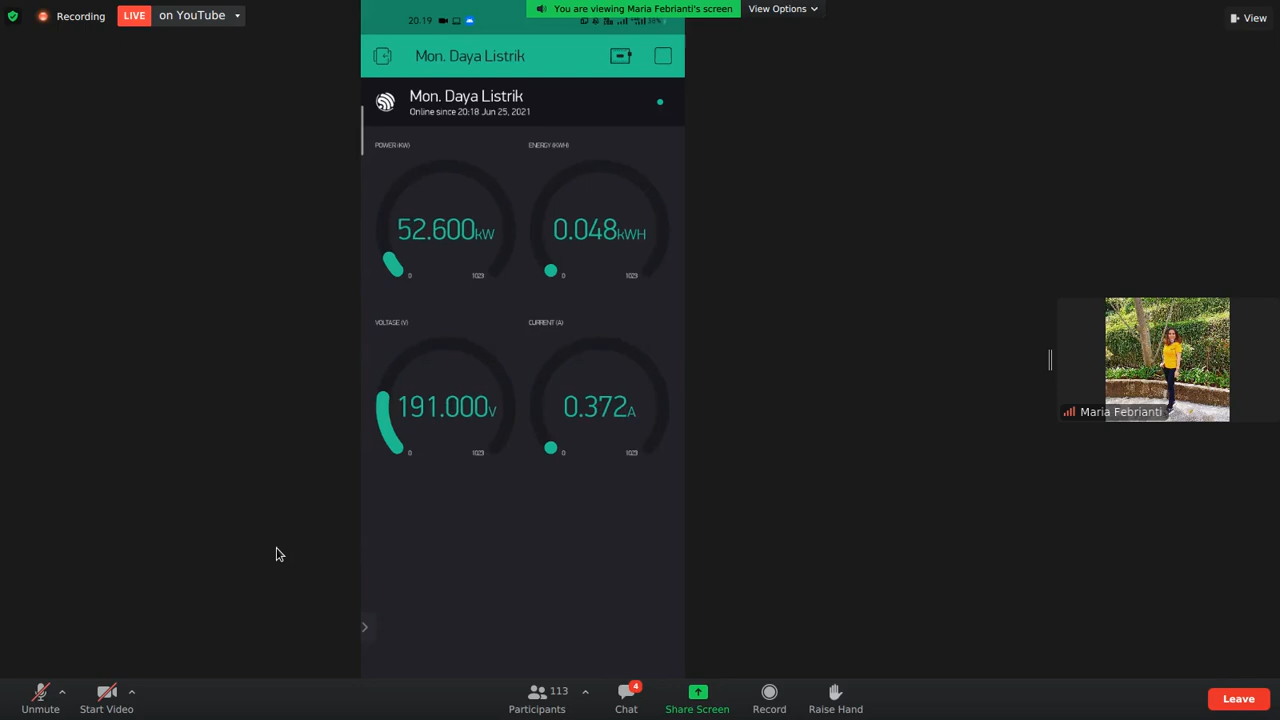 Recording
LIVE on YouTube
You are viewing Maria Febrianti's screen
View Options
View
20.19
Mon. Daya Listrik
Mon. Daya Listrik
Online since 20:18 Jun 25, 2021
POWER (KW)
ENERGY (KWH)
52.600KW
0.048KWH
0
1023
0
1023
VOLTAGE (V)
CURRENT (A)
191.000V
0.372A
0
1023
0
1023
Maria Febrianti
Unmute
Start Video
113
Participants
4
Chat
Share Screen
Record
Raise Hand
Leave